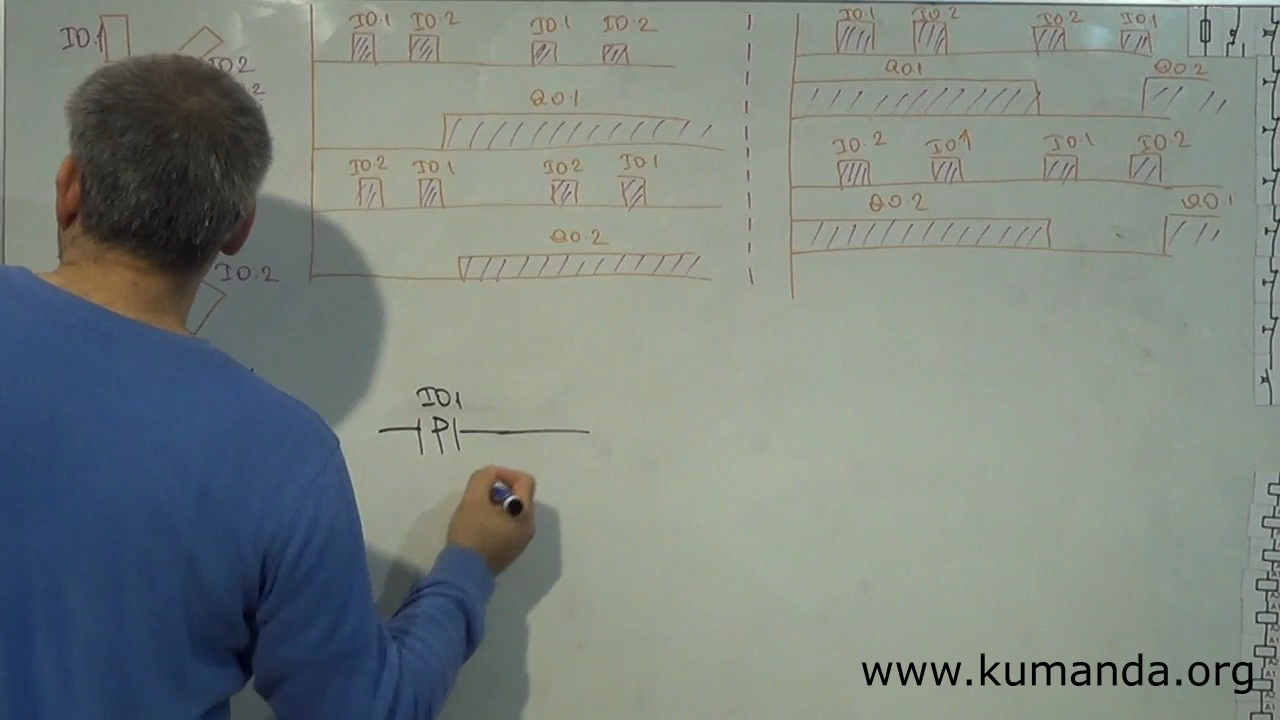 I0.1
I0.2
I0.2
I0.1 I0.2 I0.1 I0.2
Q0.1
I0.2 I0.1 I0.2 I0.1
Q0.2
I0.1 I0.2 I0.2 I0.1
Q0.1 Q0.2
I0.2 I0.1 I0.1 I0.2
Q0.2 Q0.1
I0.1
P
www.kumanda.org